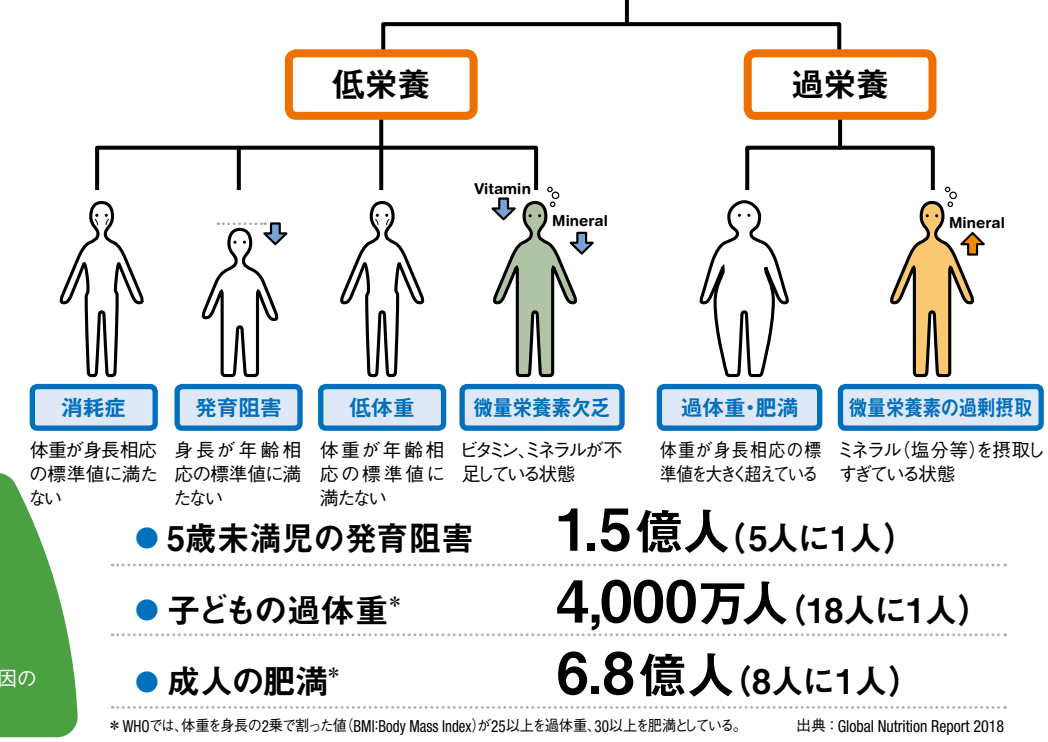 低栄養
過栄養
Vitamin
Mineral
Mineral
消耗症
体重が身長相応
の標準値に満た
ない
発育阻害
身長が年齢相
応の標準値に満
たない
低体重
体重が年齢相
応の標準値に
満たない
微量栄養素欠乏
ビタミン、ミネラルが不
足している状態
過体重・肥満
体重が身長相応の標
準値を大きく超えている
微量栄養素の過剰摂取
ミネラル（塩分等）を摂取し
すぎている状態
● 5歳未満児の発育阻害 1.5億人（5人に1人）
● 子どもの過体重* 4,000万人（18人に1人）
● 成人の肥満* 6.8億人（8人に1人）
因の
* WHOでは、体重を身長の2乗で割った値（BMI:Body Mass Index）が25以上を過体重、30以上を肥満としている。
出典：Global Nutrition Report 2018